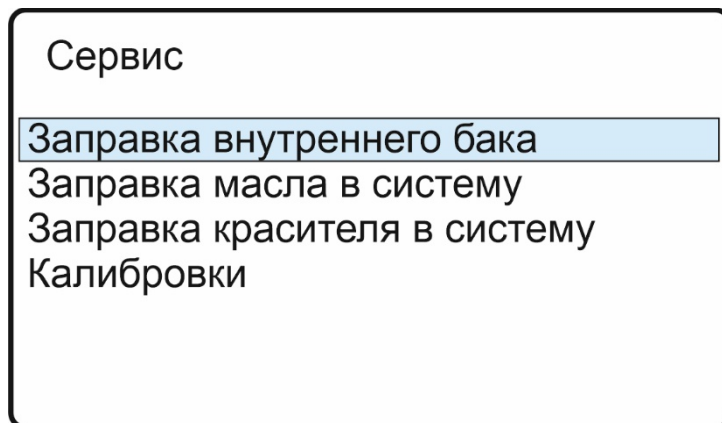 Сервис
Заправка внутреннего бака
Заправка масла в систему
Заправка красителя в систему
Калибровки